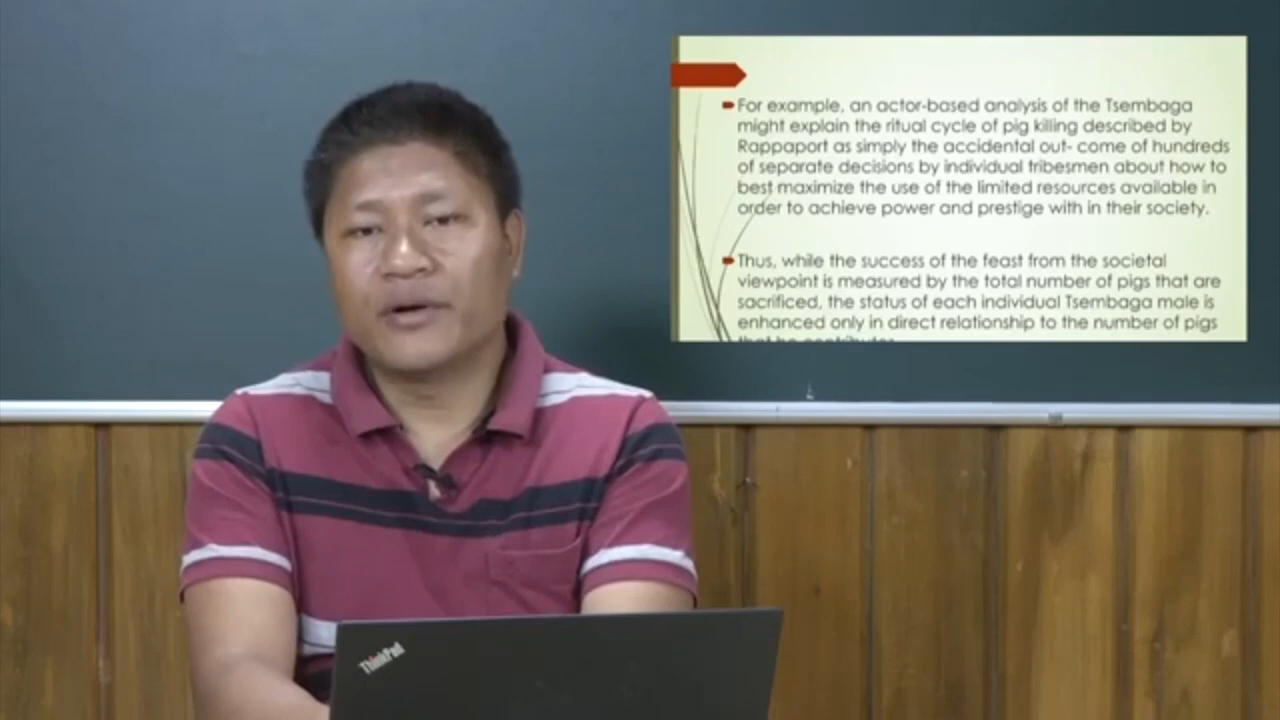 For example, an actor-based analysis of the Tsembaga
might explain the ritual cycle of pig killing described by
Rappaport as simply the accidental out- come of hundreds
of separate decisions by individual tribesmen about how to
best maximize the use of the limited resources available in
order to achieve power and prestige with in their society.
Thus, while the success of the feast from the societal
viewpoint is measured by the total number of pigs that are
sacrificed, the status of each individual Tsembaga male is
enhanced only in direct relationship to the number of pigs
ThinkPad